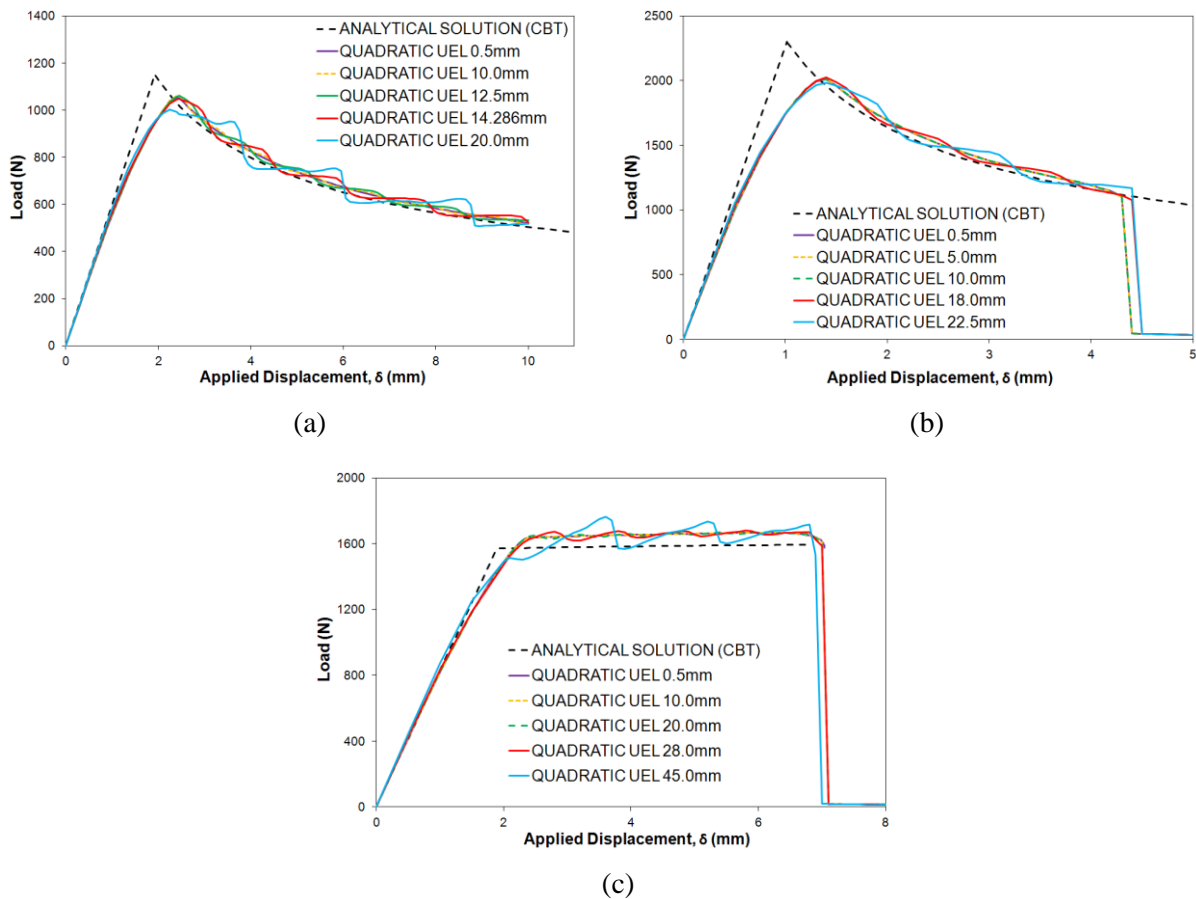 1400
1200
1000
800
600
400
200
0
Load (N)
0 2 4 6 8 10
Applied Displacement, δ (mm)
ANALYTICAL SOLUTION (CBT)
QUADRATIC UEL 0.5mm
QUADRATIC UEL 10.0mm
QUADRATIC UEL 12.5mm
QUADRATIC UEL 14.286mm
QUADRATIC UEL 20.0mm
(a)
2500
2000
1500
1000
500
0
Load (N)
0 1 2 3 4 5
Applied Displacement, δ (mm)
ANALYTICAL SOLUTION (CBT)
QUADRATIC UEL 0.5mm
QUADRATIC UEL 5.0mm
QUADRATIC UEL 10.0mm
QUADRATIC UEL 18.0mm
QUADRATIC UEL 22.5mm
(b)
2000
1600
1200
800
400
0
Load (N)
0 2 4 6 8
Applied Displacement, δ (mm)
ANALYTICAL SOLUTION (CBT)
QUADRATIC UEL 0.5mm
QUADRATIC UEL 10.0mm
QUADRATIC UEL 20.0mm
QUADRATIC UEL 28.0mm
QUADRATIC UEL 45.0mm
(c)